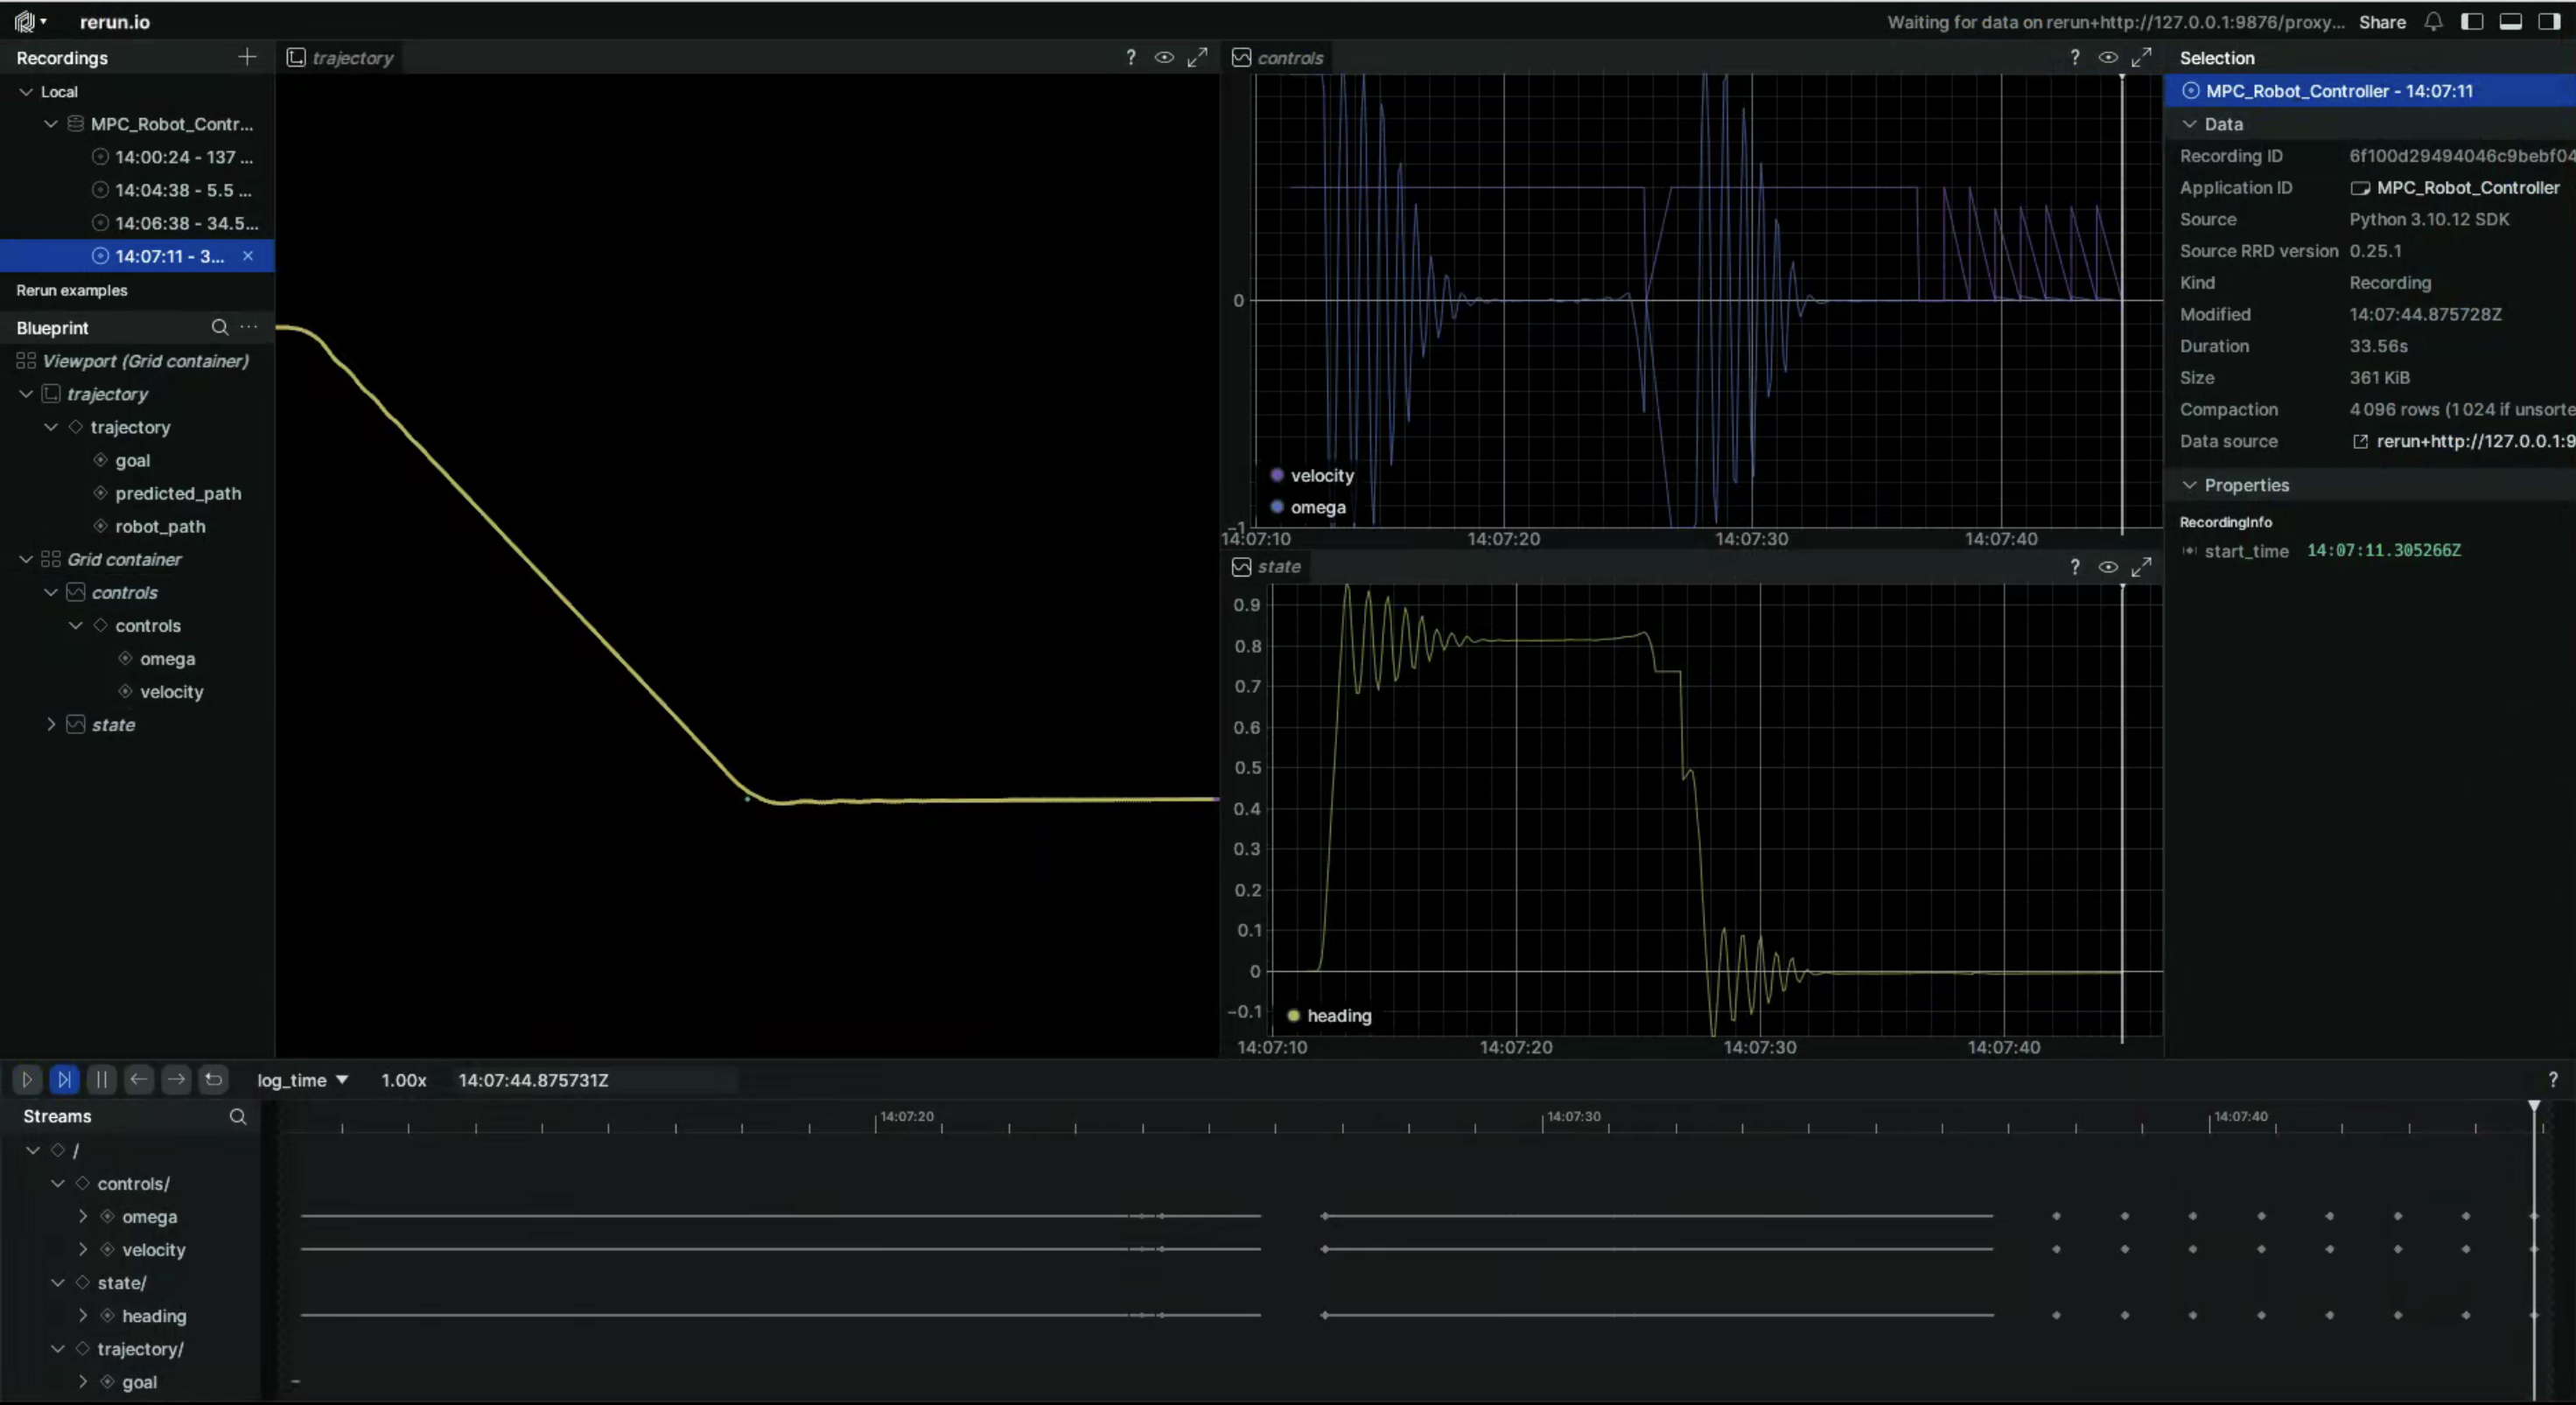 rerun.io
Waiting for data on rerun+http://127.0.0.1:9876/proxy...
Share
Recordings
Local
MPC_Robot_Contr...
14:00:24 - 137 ...
14:04:38 - 5.5 ...
14:06:38 - 34.5...
14:07:11 - 3...
Rerun examples
Blueprint
Viewport (Grid container)
trajectory
trajectory
goal
predicted_path
robot_path
Grid container
controls
controls
omega
velocity
state
trajectory
?
controls
?
0
velocity
omega
-1
14:07:10
14:07:20
14:07:30
14:07:40
state
?
0.9
0.8
0.7
0.6
0.5
0.4
0.3
0.2
0.1
0
-0.1
heading
14:07:10
14:07:20
14:07:30
14:07:40
Selection
MPC_Robot_Controller - 14:07:11
Data
Recording ID 6f100d29494046c9bebf04
Application ID MPC_Robot_Controller
Source Python 3.10.12 SDK
Source RRD version 0.25.1
Kind Recording
Modified 14:07:44.875728Z
Duration 33.56s
Size 361 KiB
Compaction 4 096 rows (1 024 if unsorte
Data source rerun+http://127.0.0.1:9
Properties
RecordingInfo
start_time 14:07:11.305266Z
log_time 1.00x 14:07:44.875731Z
?
Streams
14:07:20
14:07:30
14:07:40
/
controls/
omega
velocity
state/
heading
trajectory/
goal